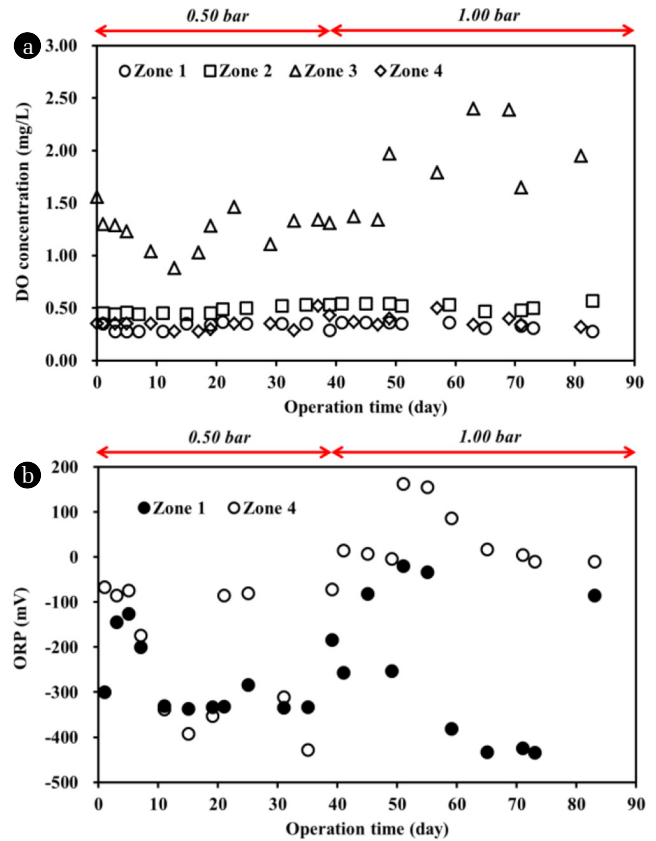 0.50 bar 1.00 bar
a
3.00
2.50
2.00
1.50
1.00
0.50
0.00
DO concentration (mg/L)
Zone 1 Zone 2 Zone 3 Zone 4
0 10 20 30 40 50 60 70 80 90
Operation time (day)
0.50 bar 1.00 bar
b
200
100
0
-100
-200
-300
-400
-500
ORP (mV)
Zone 1 Zone 4
0 10 20 30 40 50 60 70 80 90
Operation time (day)